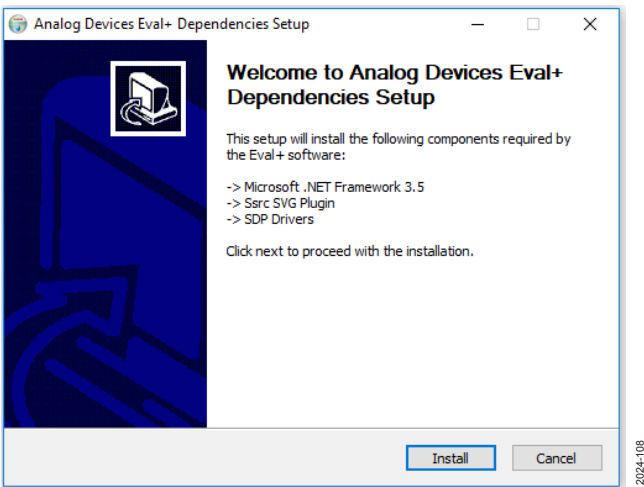 Analog Devices Eval+ Dependencies Setup
Welcome to Analog Devices Eval+
Dependencies Setup
This setup will install the following components required by
the Eval+ software:
-> Microsoft .NET Framework 3.5
-> Ssrc SVG Plugin
-> SDP Drivers
Click next to proceed with the installation.
Install
Cancel
2024-108